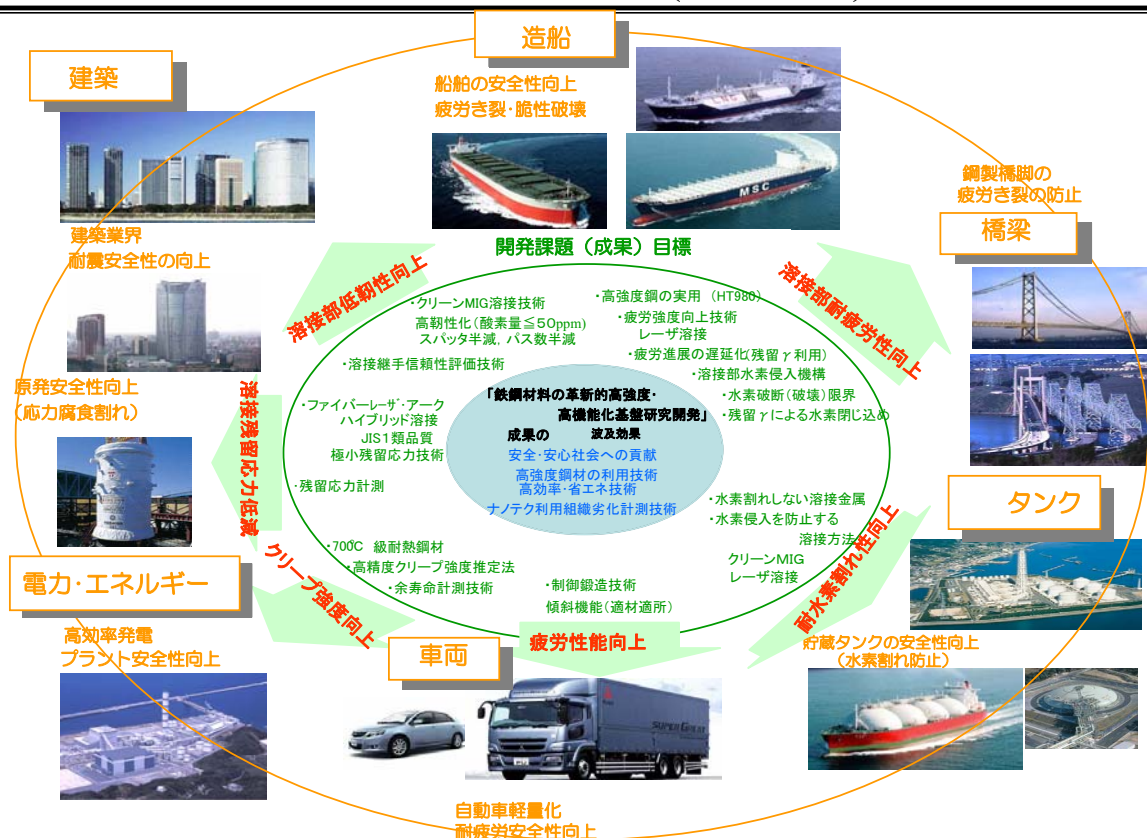 造船
建築
船舶の安全性向上
疲労き裂・脆性破壊
MSC
鋼製橋脚の
疲労き裂の防止
橋梁
建築業界
耐震安全性の向上
開発課題（成果）目標
溶接部低靭性向上
溶接部耐疲労性向上
・クリーンMIG溶接技術
高靭性化（酸素量≦50ppm）
スパッタ半減，パス数半減
・溶接継手信頼性評価技術
・高強度鋼の実用 （HT980）
・疲労強度向上技術
レーザ溶接
・疲労進展の遅延化（残留γ利用）
・溶接部水素侵入機構
・水素破断（破壊）限界
・残留γによる水素閉じ込め
原発安全性向上
（応力腐食割れ）
溶接残留応力低減
・ファイバーレーザ・アーク
ハイブリッド溶接
JIS1類品質
極小残留応力技術
・残留応力計測
「鉄鋼材料の革新的高強度・
高機能化基盤研究開発」
成果の 波及効果
安全・安心社会への貢献
高強度鋼材の利用技術
高効率・省エネ技術
ナノテク利用組織劣化計測技術
・水素割れしない溶接金属
・水素侵入を防止する
溶接方法
クリーンMIG
レーザ溶接
タンク
・700℃ 級耐熱鋼材
・高精度クリープ強度推定法
・余寿命計測技術
・制御鍛造技術
傾斜機能（適材適所）
電力・エネルギー
クリープ強度向上
疲労性能向上
耐水素割れ性向上
高効率発電
プラント安全性向上
車両
貯蔵タンクの安全性向上
（水素割れ防止）
SUPER GREAT
自動車軽量化
耐疲労安全性向上